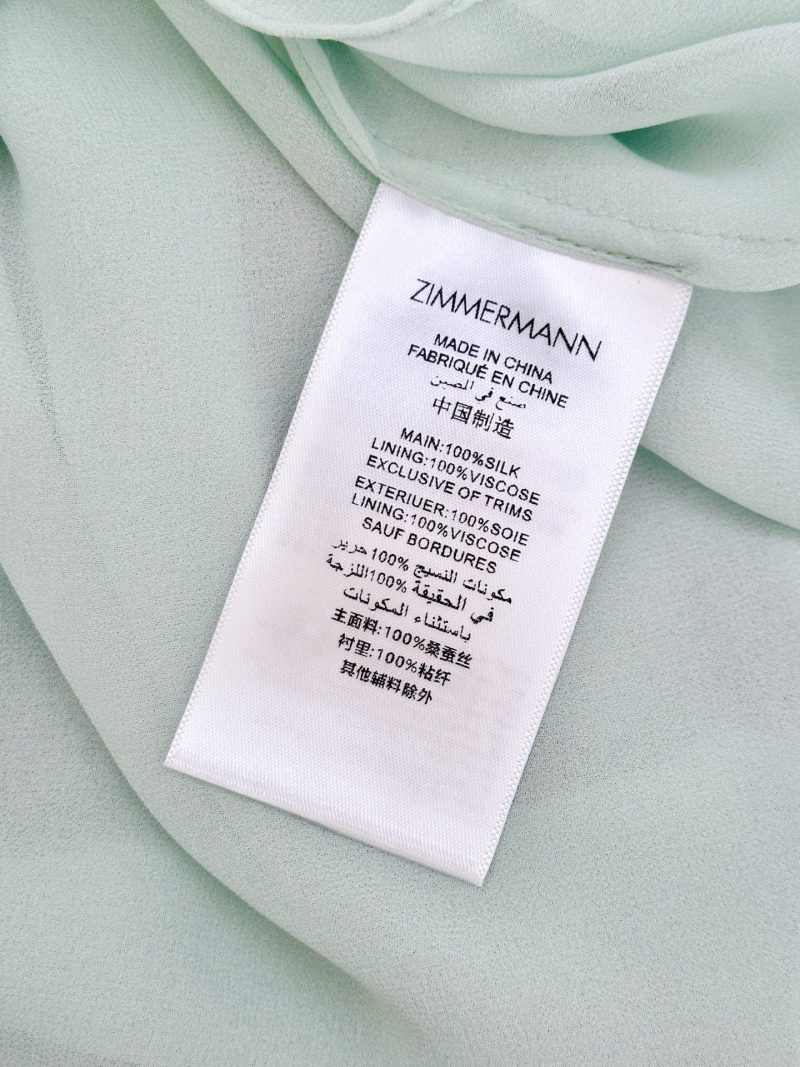 ZIMMERMANN
MADE IN CHINA
FABRIQUÉ EN CHINE
صنع في الصين
中国制造
MAIN:100%SILK
LINING:100%VISCOSE
EXCLUSIVE OF TRIMS
EXTERIUER:100%SOIE
LINING:100%VISCOSE
SAUF BORDURES
مكونات النسيج 100% حرير
في الحقيقة 100%اللزجة
باستثناء المكونات
主面料:100%桑蚕丝
衬里:100%粘纤
其他辅料除外